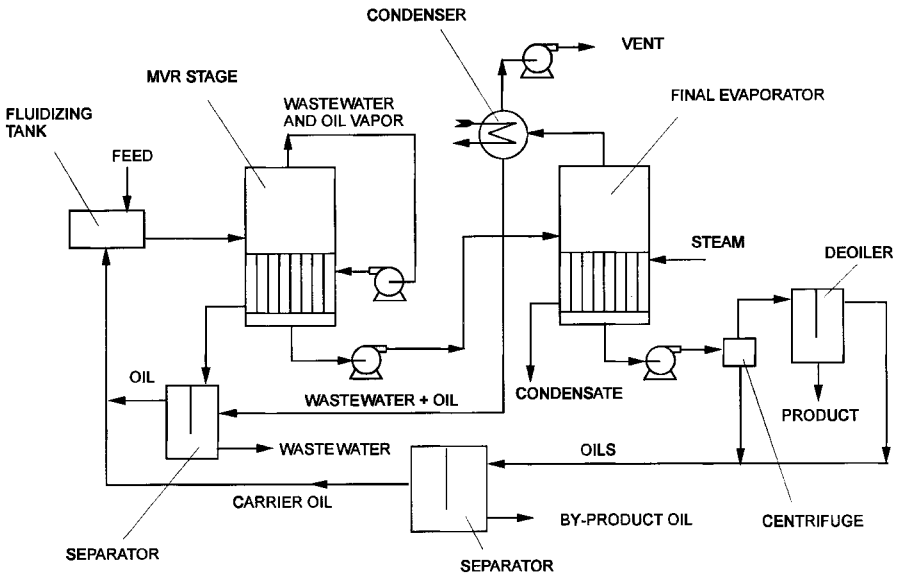 CONDENSER
VENT
MVR STAGE
WASTEWATER
AND OIL VAPOR
FINAL EVAPORATOR
FLUIDIZING
TANK
FEED
STEAM
DEOILER
OIL
WASTEWATER + OIL
CONDENSATE
PRODUCT
WASTEWATER
OILS
CARRIER OIL
BY-PRODUCT OIL
CENTRIFUGE
SEPARATOR
SEPARATOR